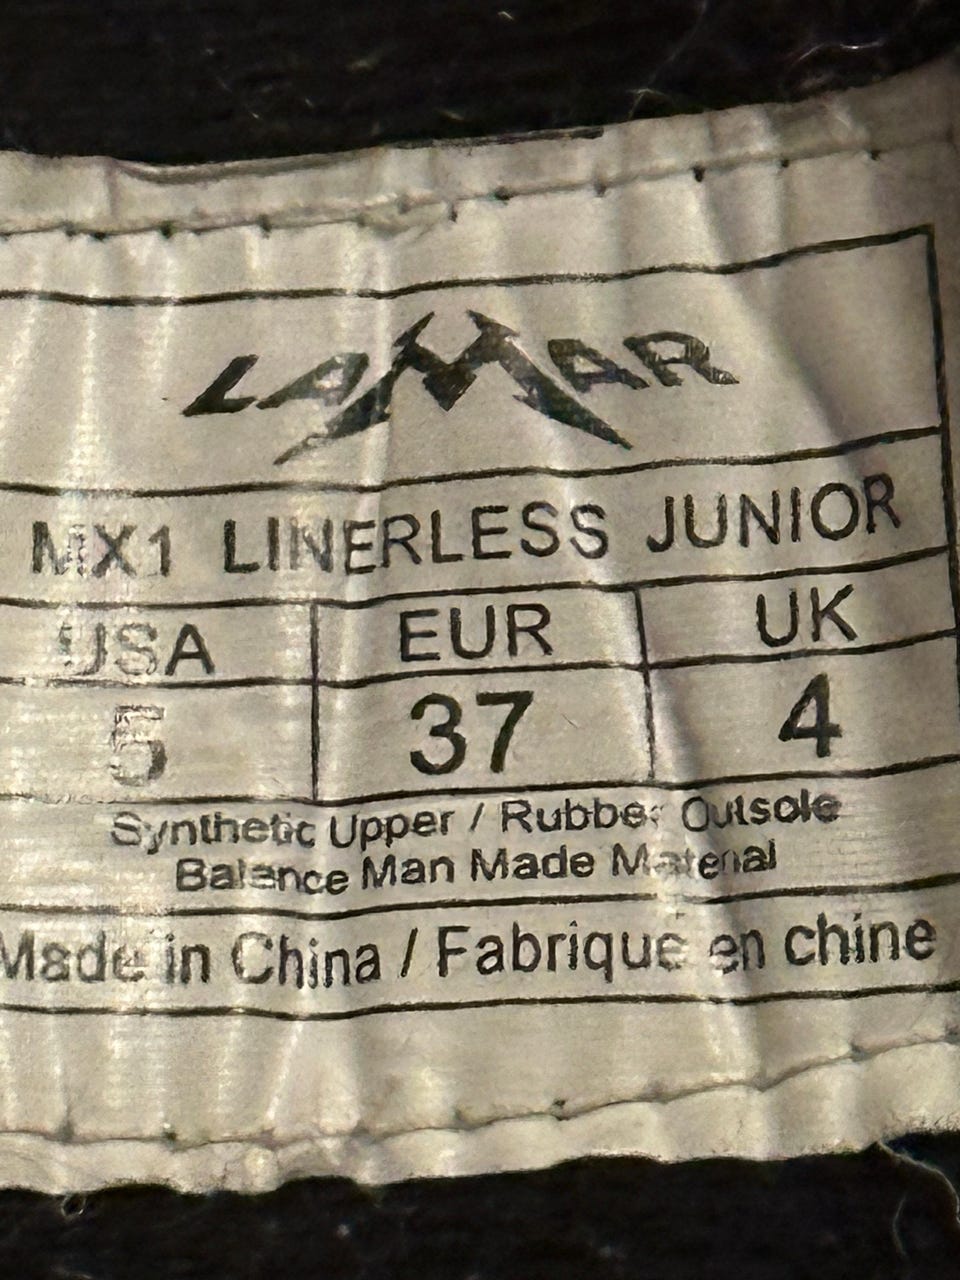 LAMAR
MX1 LINERLESS JUNIOR
USA EUR UK
5 37 4
Synthetic Upper / Rubber Outsole
Balance Man Made Material
Made in China / Fabrique en chine